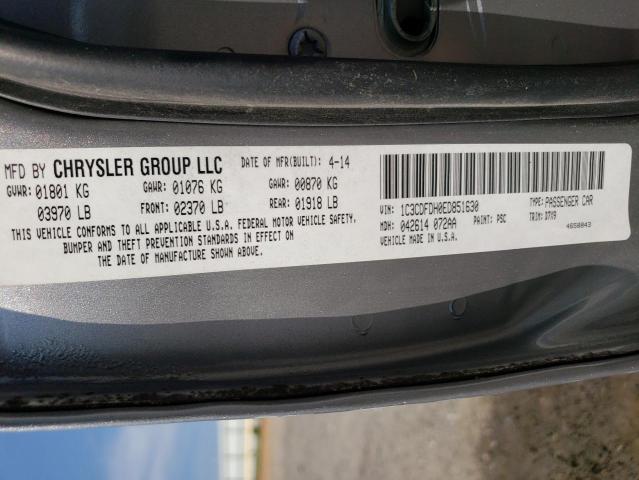 MFD BY CHRYSLER GROUP LLC DATE OF MFR(BUILT): 4-14
GVWR: 01801 KG GAWR: 01076 KG GAWR: 00870 KG
03970 LB FRONT: 02370 LB REAR: 01918 LB
THIS VEHICLE CONFORMS TO ALL APPLICABLE U.S.A. FEDERAL MOTOR VEHICLE SAFETY,
BUMPER AND THEFT PREVENTION STANDARDS IN EFFECT ON
THE DATE OF MANUFACTURE SHOWN ABOVE.
VIN: 1C3CDFDH0ED851630 TYPE: PASSENGER CAR
MDH: 042614 072AA PAINT: PSC TRIM: D7X9
VEHICLE MADE IN U.S.A. 4658843